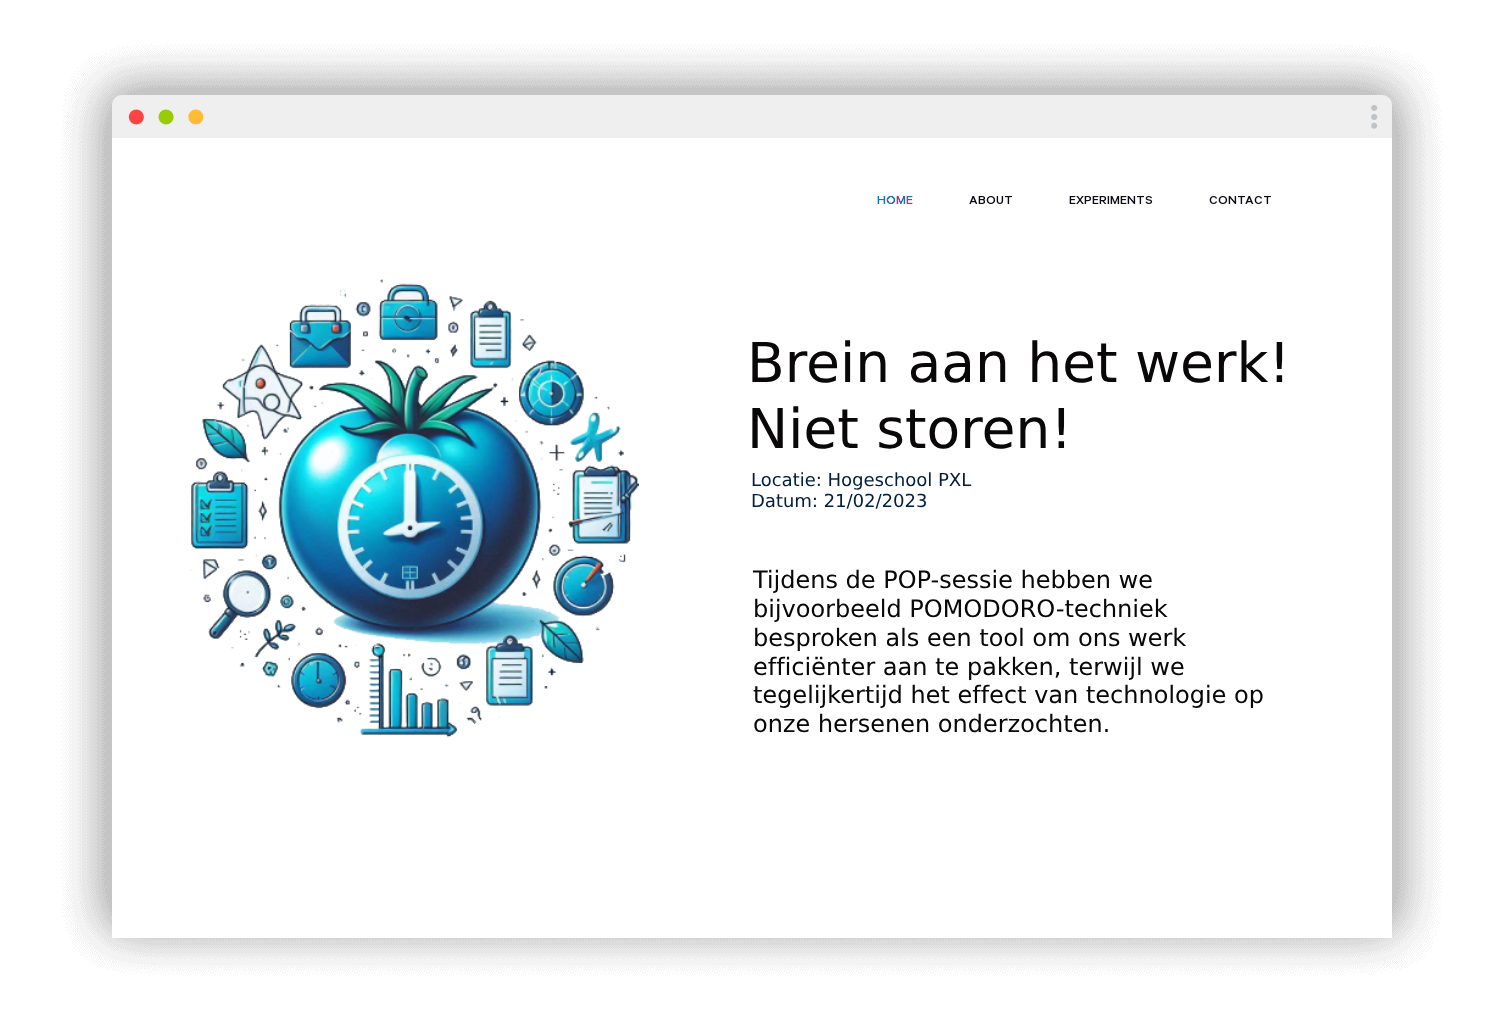 HOME ABOUT EXPERIMENTS CONTACT
Brein aan het werk!
Niet storen!
Locatie: Hogeschool PXL
Datum: 21/02/2023
Tijdens de POP-sessie hebben we
bijvoorbeeld POMODORO-techniek
besproken als een tool om ons werk
efficiënter aan te pakken, terwijl we
tegelijkertijd het effect van technologie op
onze hersenen onderzochten.